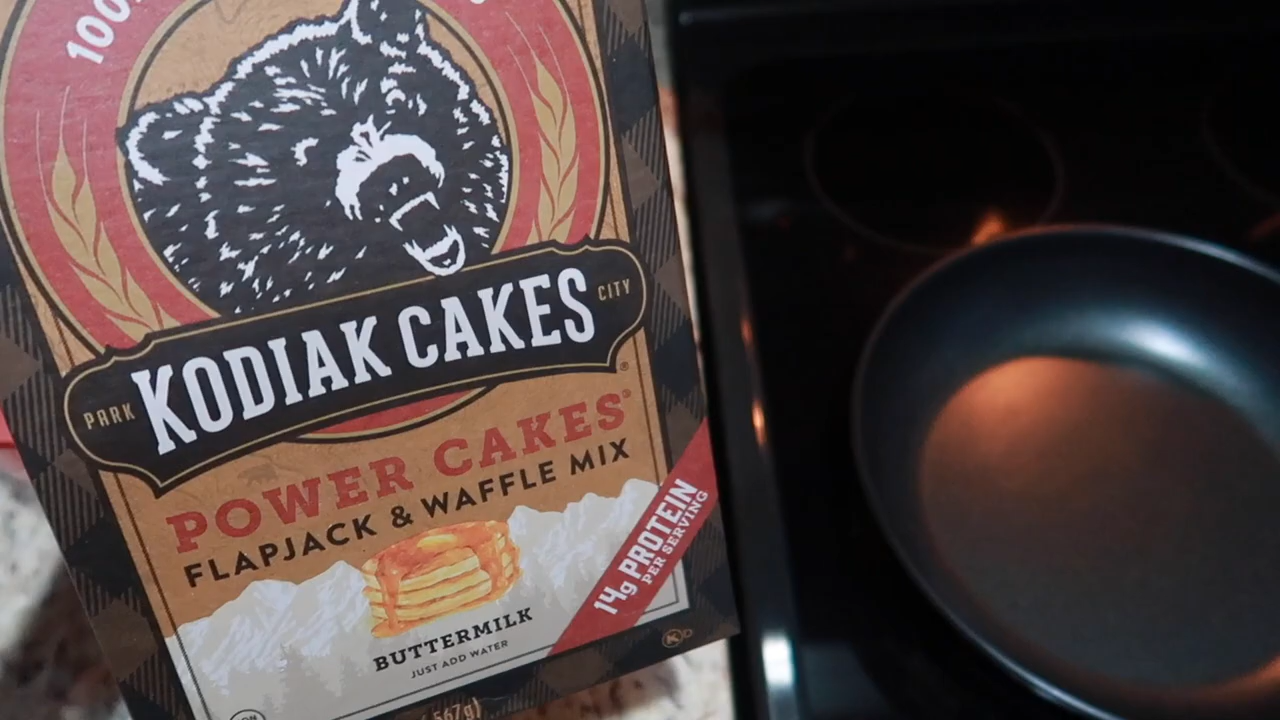 100
PARK KODIAK CAKES CITY
®
POWER CAKES®
FLAPJACK & WAFFLE MIX
14g PROTEIN
PER SERVING
BUTTERMILK
JUST ADD WATER
K D
567g)